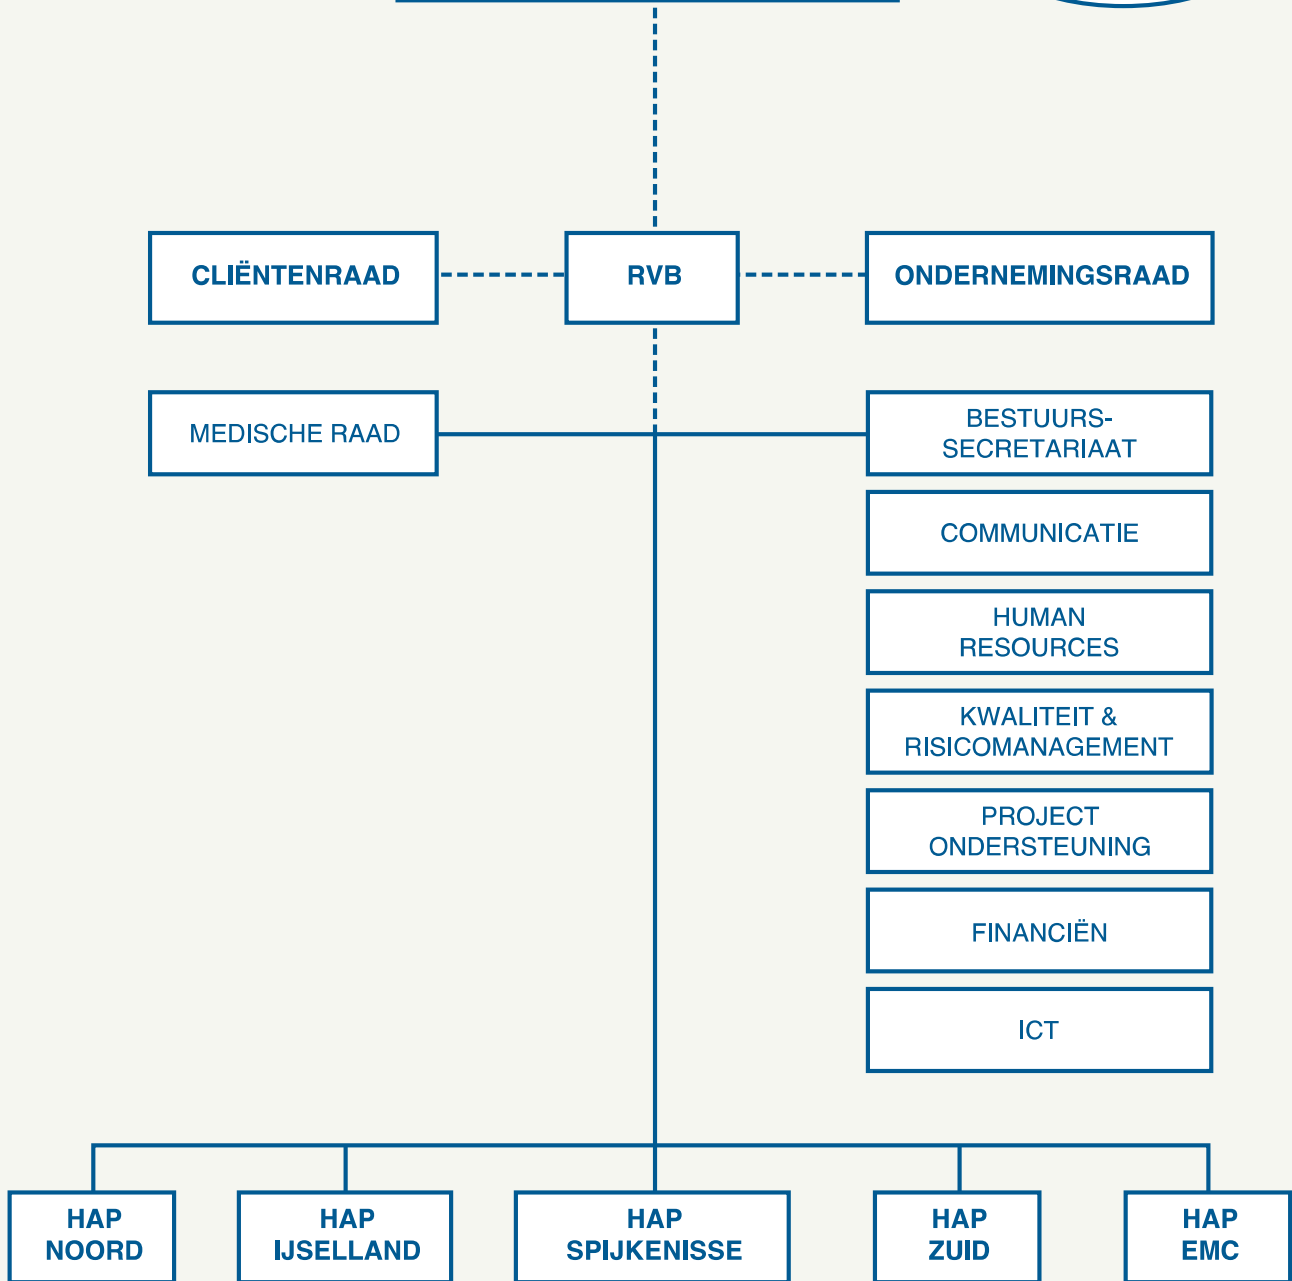 CLIËNTENRAAD
RVB
ONDERNEMINGSRAAD
MEDISCHE RAAD
BESTUURS-
SECRETARIAAT
COMMUNICATIE
HUMAN
RESOURCES
KWALITEIT &
RISICOMANAGEMENT
PROJECT
ONDERSTEUNING
FINANCIËN
ICT
HAP
NOORD
HAP
IJSELLAND
HAP
SPIJKENISSE
HAP
ZUID
HAP
EMC